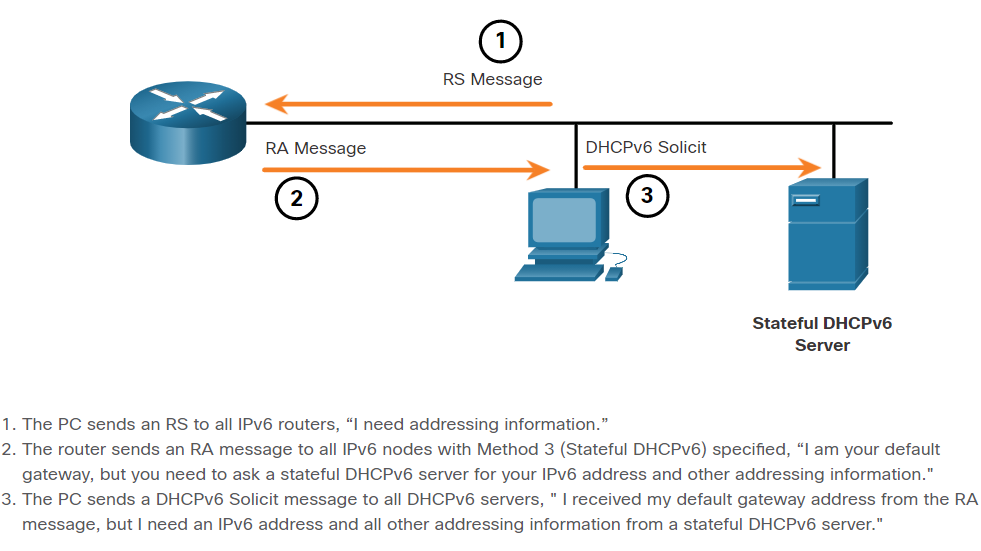 1
RS Message
RA Message
DHCPv6 Solicit
2
3
Stateful DHCPv6
Server
1. The PC sends an RS to all IPv6 routers, “I need addressing information.”
2. The router sends an RA message to all IPv6 nodes with Method 3 (Stateful DHCPv6) specified, “I am your default
gateway, but you need to ask a stateful DHCPv6 server for your IPv6 address and other addressing information."
3. The PC sends a DHCPv6 Solicit message to all DHCPv6 servers, " I received my default gateway address from the RA
message, but I need an IPv6 address and all other addressing information from a stateful DHCPv6 server."